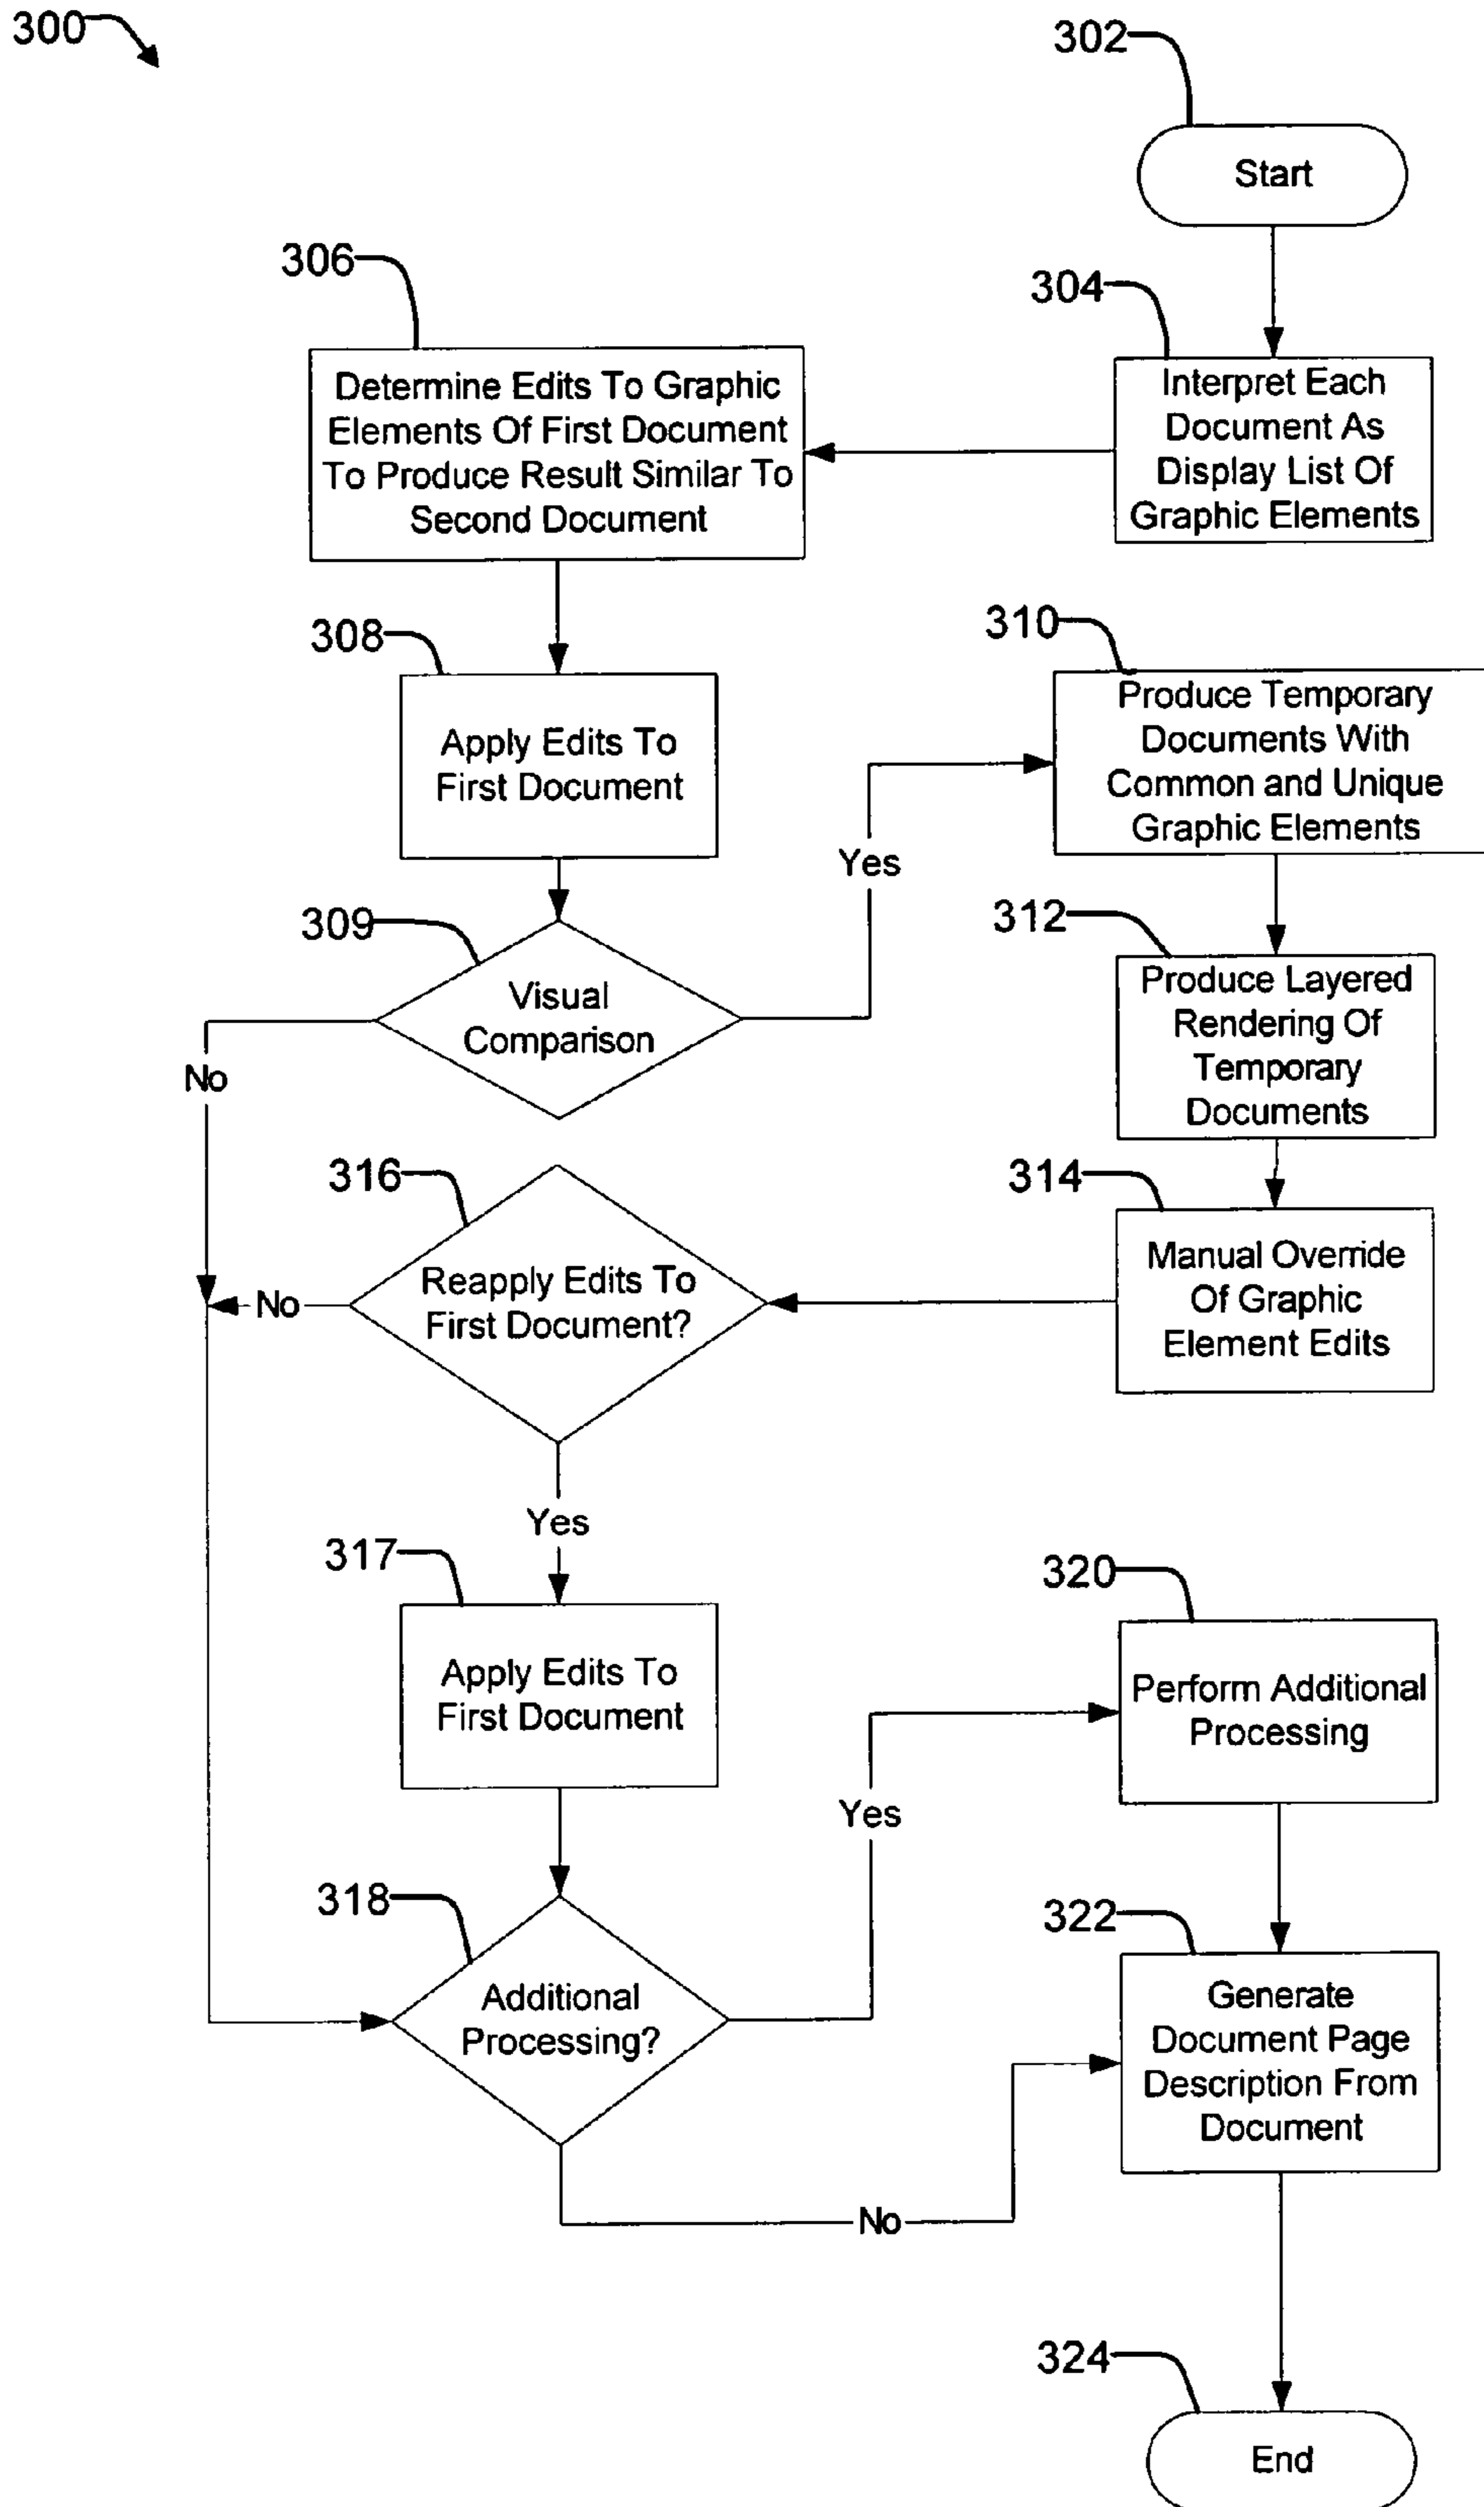 300
302
Start
304
Interpret Each
Document As
Display List Of
Graphic Elements
306
Determine Edits To Graphic
Elements Of First Document
To Produce Result Similar To
Second Document
308
Apply Edits To
First Document
309
Visual
Comparison
Yes
No
310
Produce Temporary
Documents With
Common and Unique
Graphic Elements
312
Produce Layered
Rendering Of
Temporary
Documents
314
Manual Override
Of Graphic
Element Edits
316
Reapply Edits To
First Document?
No
Yes
317
Apply Edits To
First Document
318
Additional
Processing?
Yes
No
320
Perform Additional
Processing
322
Generate
Document Page
Description From
Document
324
End